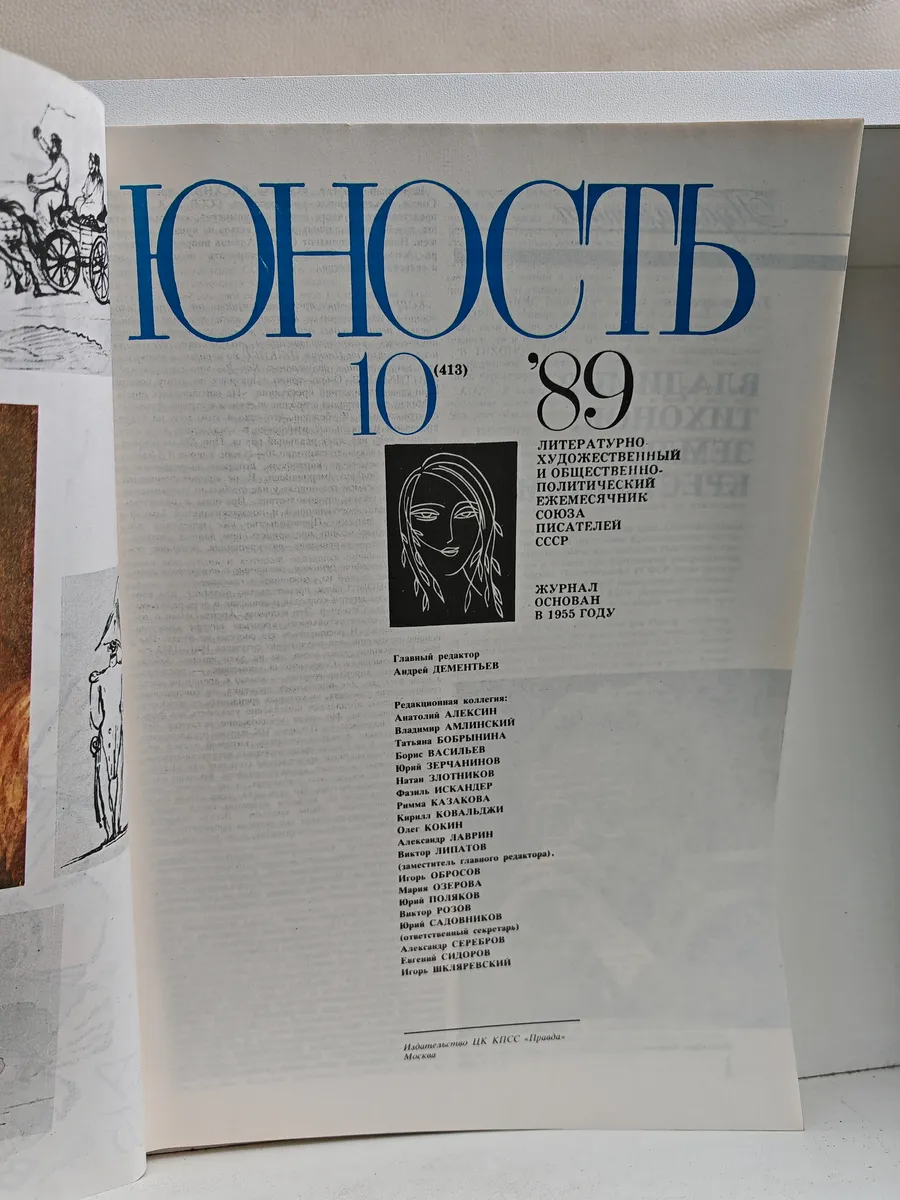 ЮНОСТЬ
10 (413) '89
ЛИТЕРАТУРНО-
ХУДОЖЕСТВЕННЫЙ
И ОБЩЕСТВЕННО-
ПОЛИТИЧЕСКИЙ
ЕЖЕМЕСЯЧНИК
СОЮЗА
ПИСАТЕЛЕЙ
СССР
ЖУРНАЛ
ОСНОВАН
В 1955 ГОДУ
Главный редактор
Андрей ДЕМЕНТЬЕВ
Редакционная коллегия:
Анатолий АЛЕКСИН
Владимир АМЛИНСКИЙ
Татьяна БОБРЫНИНА
Борис ВАСИЛЬЕВ
Юрий ЗЕРЧАНИНОВ
Натан ЗЛОТНИКОВ
Фазиль ИСКАНДЕР
Римма КАЗАКОВА
Кирилл КОВАЛЬДЖИ
Олег КОКИН
Александр ЛАВРИН
Виктор ЛИПАТОВ
(заместитель главного редактора),
Игорь ОБРОСОВ
Мария ОЗЕРОВА
Юрий ПОЛЯКОВ
Виктор РОЗОВ
Юрий САДОВНИКОВ
(ответственный секретарь)
Александр СЕРЕБРОВ
Евгений СИДОРОВ
Игорь ШКЛЯРЕВСКИЙ
Издательство ЦК КПСС «Правда»
Москва